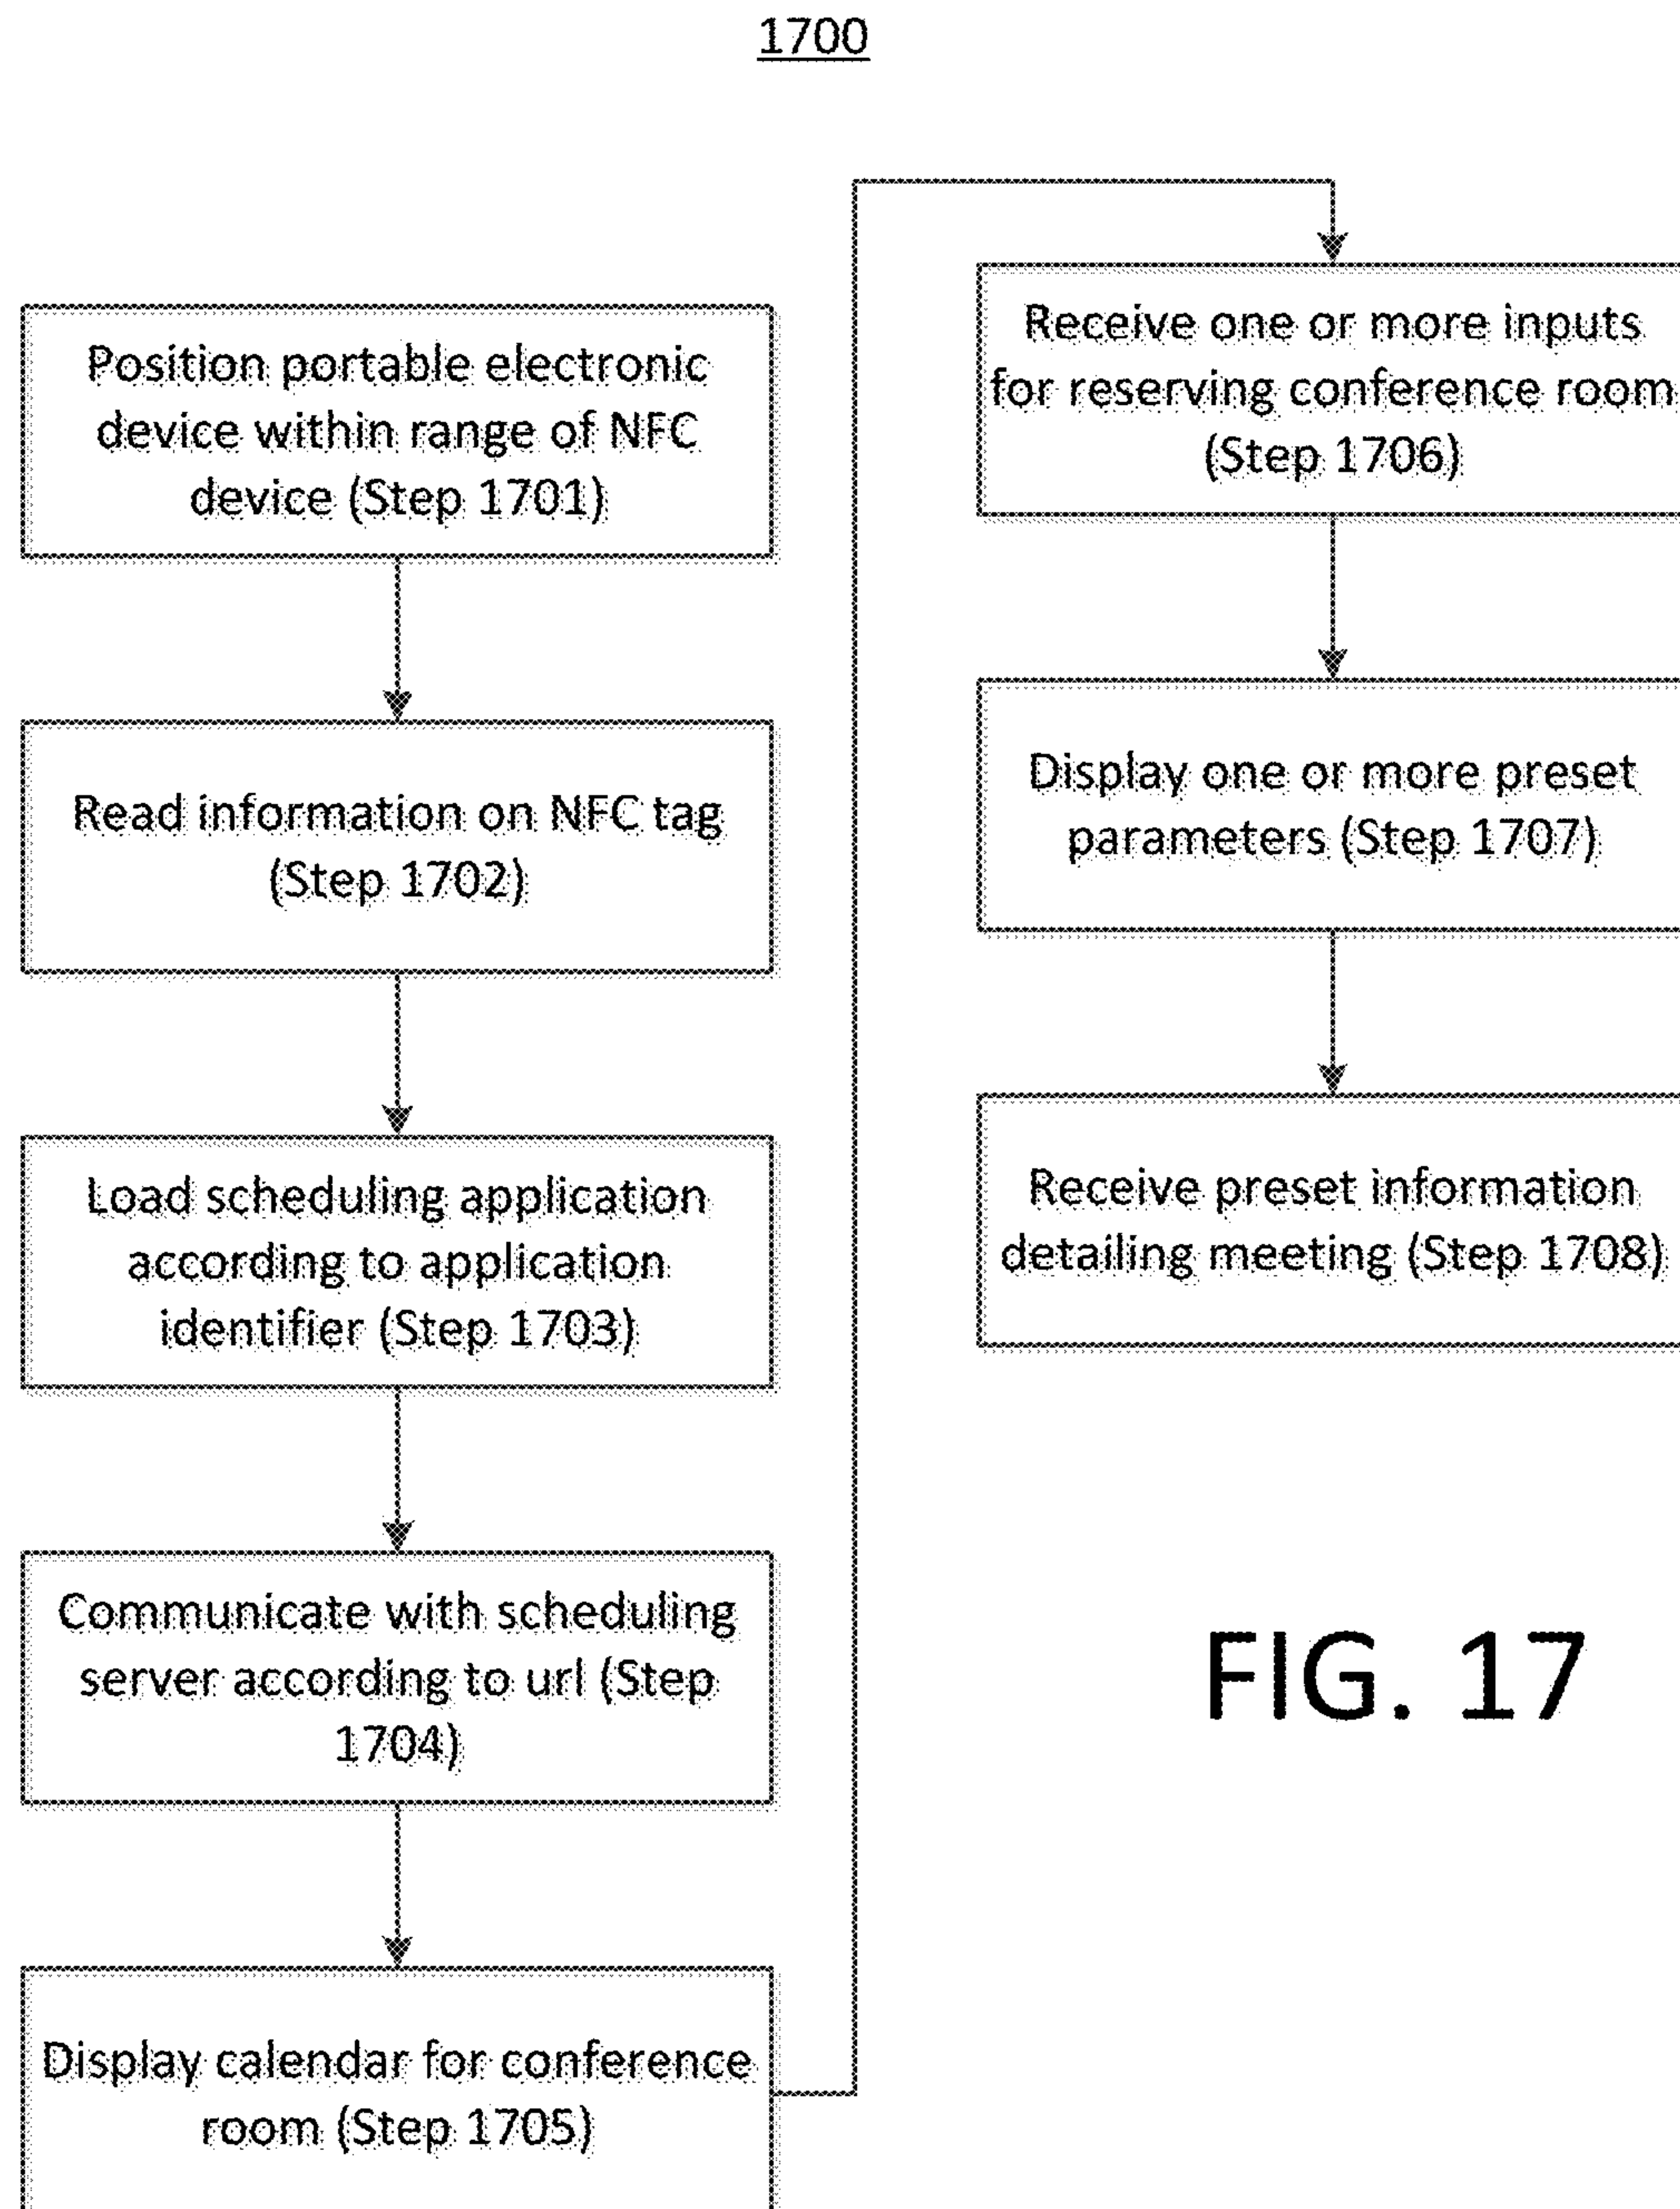 1700
Position portable electronic
device within range of NFC
device (Step 1701)
Read information on NFC tag
(Step 1702)
Load scheduling application
according to application
identifier (Step 1703)
Communicate with scheduling
server according to url (Step
1704)
Display calendar for conference
room (Step 1705)
Receive one or more inputs
for reserving conference room
(Step 1706)
Display one or more preset
parameters (Step 1707)
Receive preset information
detailing meeting (Step 1708)
FIG. 17